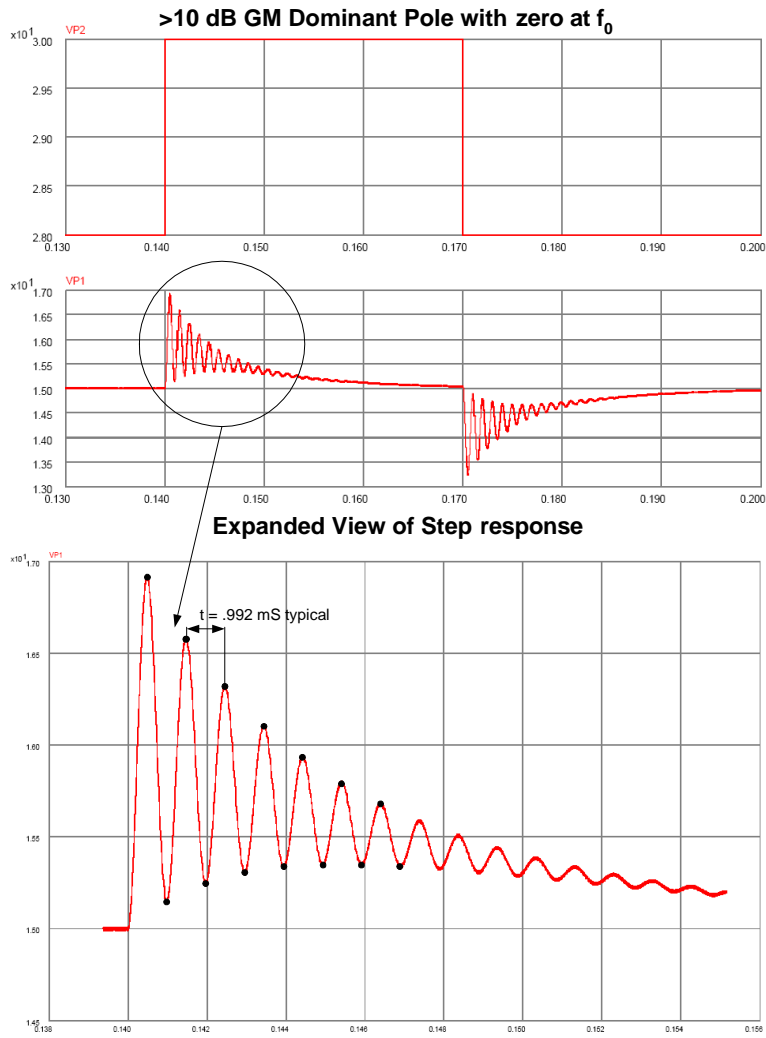 >10 dB GM Dominant Pole with zero at f0
x10 1
VP2
3.00
2.95
2.90
2.85
2.80
0.130 0.140 0.150 0.160 0.170 0.180 0.190 0.200
x10 1
VP1
1.70
1.65
1.60
1.55
1.50
1.45
1.40
1.35
1.30
0.130 0.140 0.150 0.160 0.170 0.180 0.190 0.200
Expanded View of Step response
x10 1
VP1
1.70
t = .992 mS typical
1.65
1.60
1.55
1.50
1.45
0.138 0.140 0.142 0.144 0.146 0.148 0.150 0.152 0.154 0.156